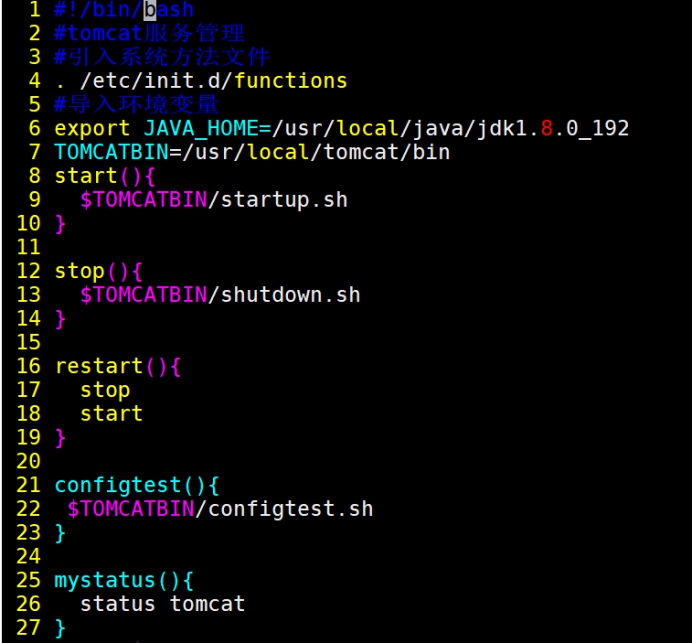 1 #!/bin/bash
2 #tomcat服务管理
3 #引入系统方法文件
4 . /etc/init.d/functions
5 #导入环境变量
6 export JAVA_HOME=/usr/local/java/jdk1.8.0_192
7 TOMCATBIN=/usr/local/tomcat/bin
8 start(){
9   $TOMCATBIN/startup.sh
10 }
11
12 stop(){
13   $TOMCATBIN/shutdown.sh
14 }
15
16 restart(){
17   stop
18   start
19 }
20
21 configtest(){
22  $TOMCATBIN/configtest.sh
23 }
24
25 mystatus(){
26   status tomcat
27 }